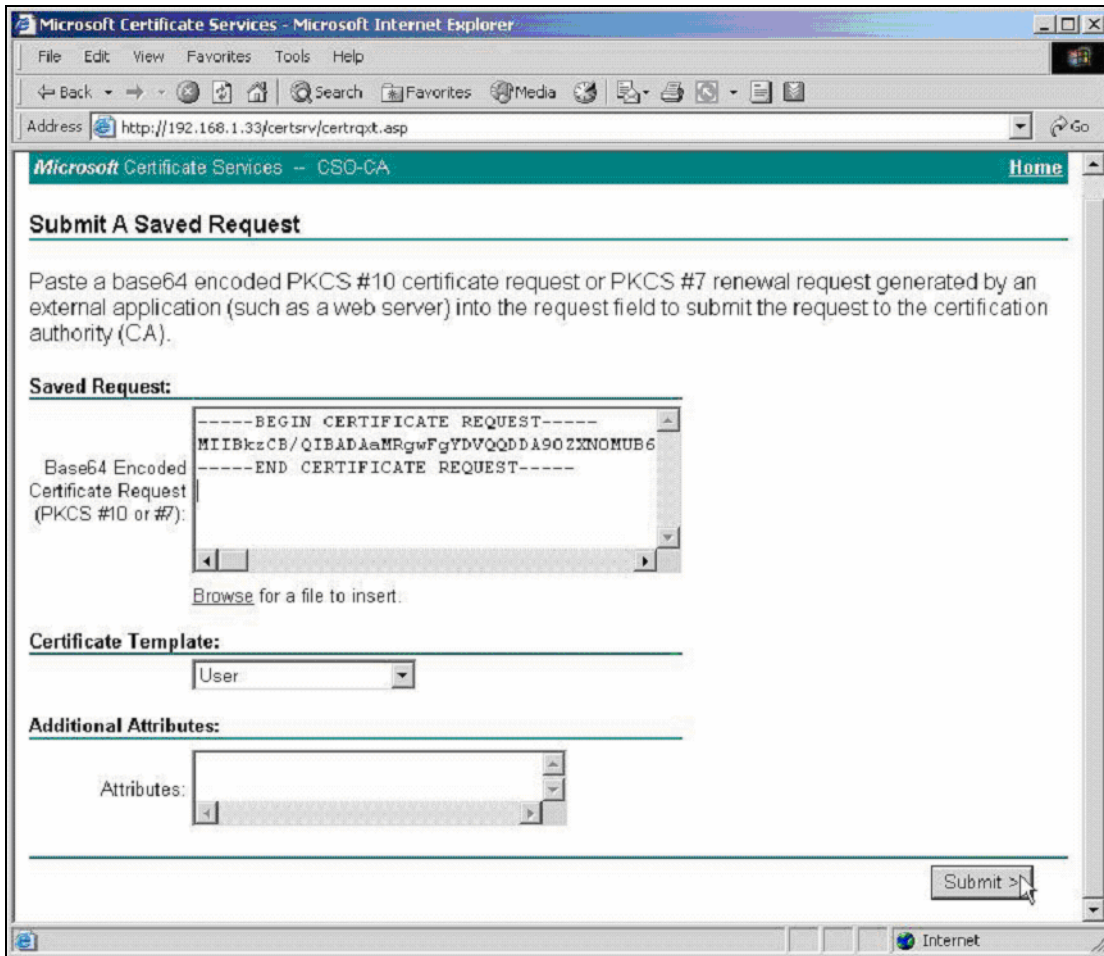 Microsoft Certificate Services - Microsoft Internet Explorer
File Edit View Favorites Tools Help
Back Search Favorites Media
Address http://192.168.1.33/certsrv/certrqxt.asp Go
Microsoft Certificate Services -- CSO-CA Home
Submit A Saved Request
Paste a base64 encoded PKCS #10 certificate request or PKCS #7 renewal request generated by an
external application (such as a web server) into the request field to submit the request to the certification
authority (CA).
Saved Request:
-----BEGIN CERTIFICATE REQUEST-----
MIIBkzCB/QIBADAaMRgwFgYDVQQDDA9OZXNOMUB6
-----END CERTIFICATE REQUEST-----
Base64 Encoded
Certificate Request
(PKCS #10 or #7):
Browse for a file to insert.
Certificate Template:
User
Additional Attributes:
Attributes:
Submit >
Internet